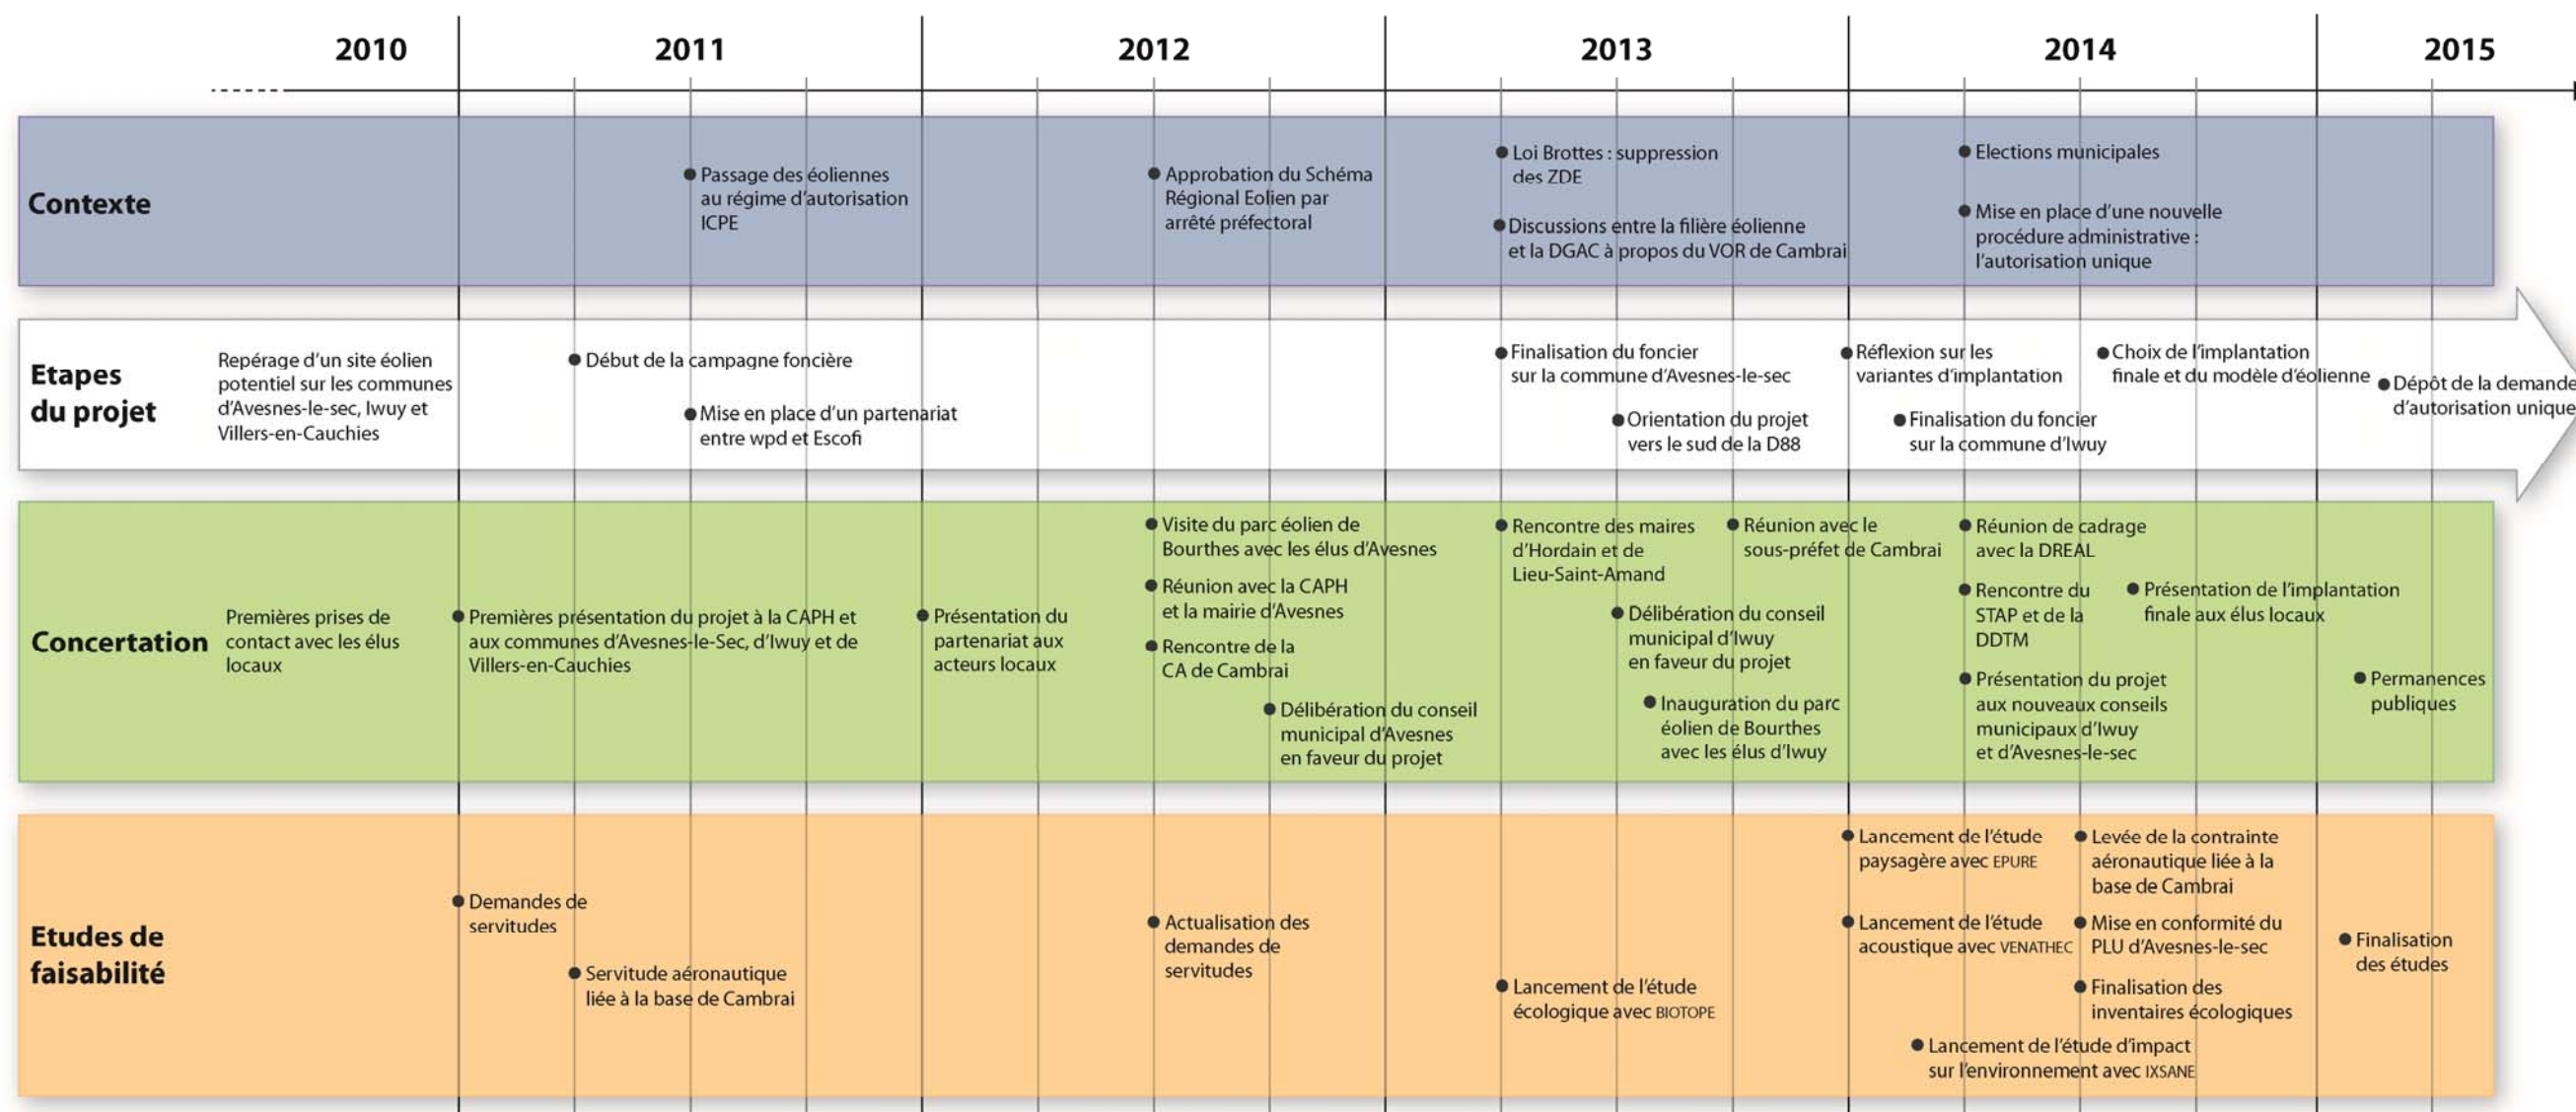 2010
2011
2012
2013
2014
2015
Contexte
Passage des éoliennes
au régime d'autorisation
ICPE
Approbation du Schéma
Régional Eolien par
arrêté préfectoral
Loi Brottes : suppression
des ZDE
Discussions entre la filière éolienne
et la DGAC à propos du VOR de Cambrai
Elections municipales
Mise en place d'une nouvelle
procédure administrative :
l'autorisation unique
Etapes
du projet
Repérage d'un site éolien
potentiel sur les communes
d'Avesnes-le-sec, Iwuy et
Villers-en-Cauchies
Début de la campagne foncière
Mise en place d'un partenariat
entre wpd et Escofi
Finalisation du foncier
sur la commune d'Avesnes-le-sec
Orientation du projet
vers le sud de la D88
Réflexion sur les
variantes d'implantation
Finalisation du foncier
sur la commune d'Iwuy
Choix de l'implantation
finale et du modèle d'éolienne
Dépôt de la demande
d'autorisation unique
Concertation
Premières prises de
contact avec les élus
locaux
Premières présentation du projet à la CAPH et
aux communes d'Avesnes-le-Sec, d'Iwuy et de
Villers-en-Cauchies
Présentation du
partenariat aux
acteurs locaux
Visite du parc éolien de
Bourthes avec les élus d'Avesnes
Réunion avec la CAPH
et la mairie d'Avesnes
Rencontre de la
CA de Cambrai
Délibération du conseil
municipal d'Avesnes
en faveur du projet
Rencontre des maires
d'Hordain et de
Lieu-Saint-Amand
Délibération du conseil
municipal d'Iwuy
en faveur du projet
Inauguration du parc
éolien de Bourthes
avec les élus d'Iwuy
Réunion avec le
sous-préfet de Cambrai
Réunion de cadrage
avec la DREAL
Rencontre du
STAP et de la
DDTM
Présentation du projet
aux nouveaux conseils
municipaux d'Iwuy
et d'Avesnes-le-sec
Présentation de l'implantation
finale aux élus locaux
Permanences
publiques
Etudes de
faisabilité
Demandes de
servitudes
Servitude aéronautique
liée à la base de Cambrai
Actualisation des
demandes de
servitudes
Lancement de l'étude
écologique avec BIOTOPE
Lancement de l'étude
paysagère avec EPURE
Lancement de l'étude
acoustique avec VENATHEC
Lancement de l'étude d'impact
sur l'environnement avec IXSANE
Levée de la contrainte
aéronautique liée à la
base de Cambrai
Mise en conformité du
PLU d'Avesnes-le-sec
Finalisation des
inventaires écologiques
Finalisation
des études